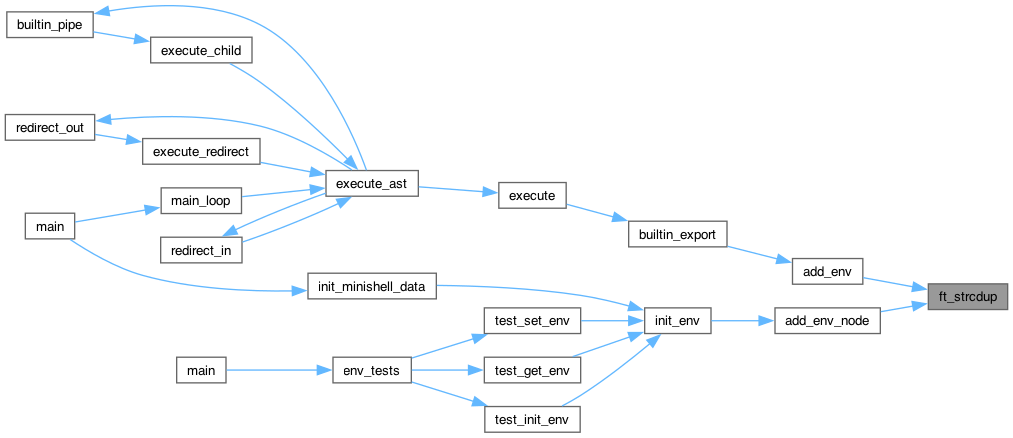 builtin_pipe
execute_child
redirect_out
execute_redirect
execute_ast
main_loop
execute
main
builtin_export
redirect_in
add_env
init_minishell_data
ft_strcdup
test_set_env
init_env
add_env_node
main
env_tests
test_get_env
test_init_env